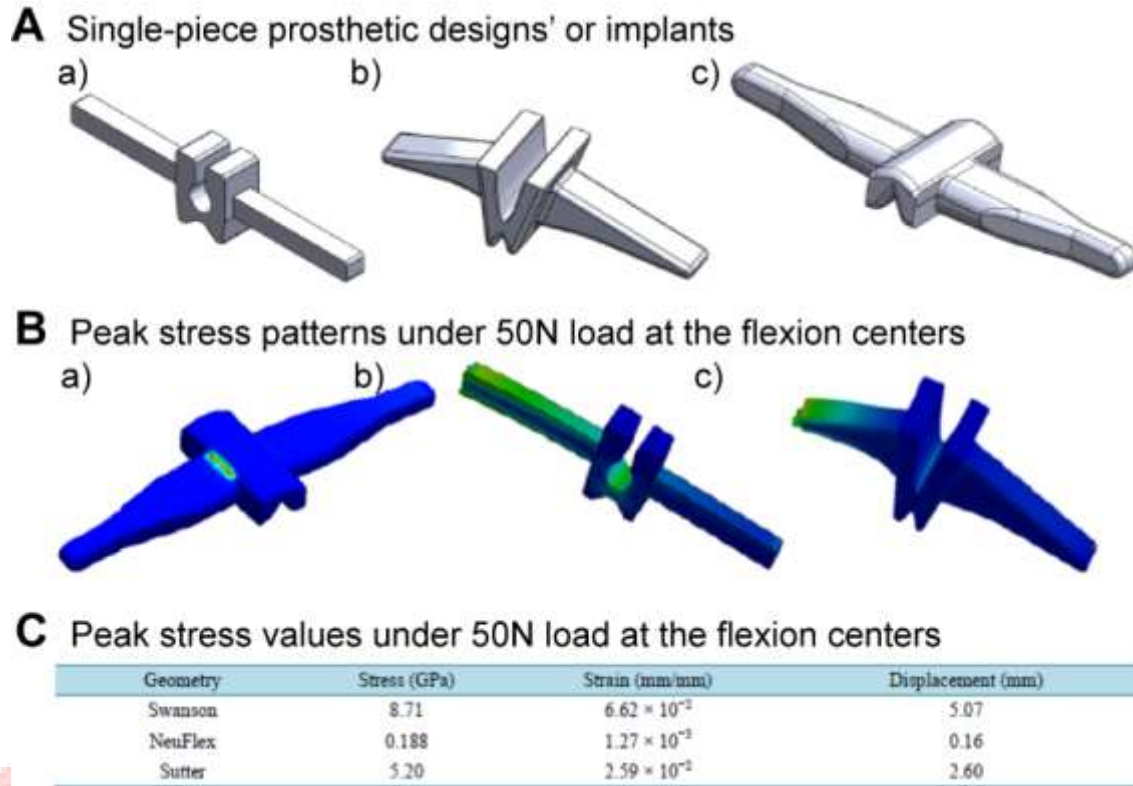 A Single-piece prosthetic designs' or implants
a) b) c)
B Peak stress patterns under 50N load at the flexion centers
a) b) c)
C Peak stress values under 50N load at the flexion centers
Geometry Stress (GPa) Strain (mm/mm) Displacement (mm)
Swanson 8.71 6.62 × 10⁻² 5.07
NeuFlex 0.188 1.27 × 10⁻³ 0.16
Sutter 5.20 2.59 × 10⁻² 2.60